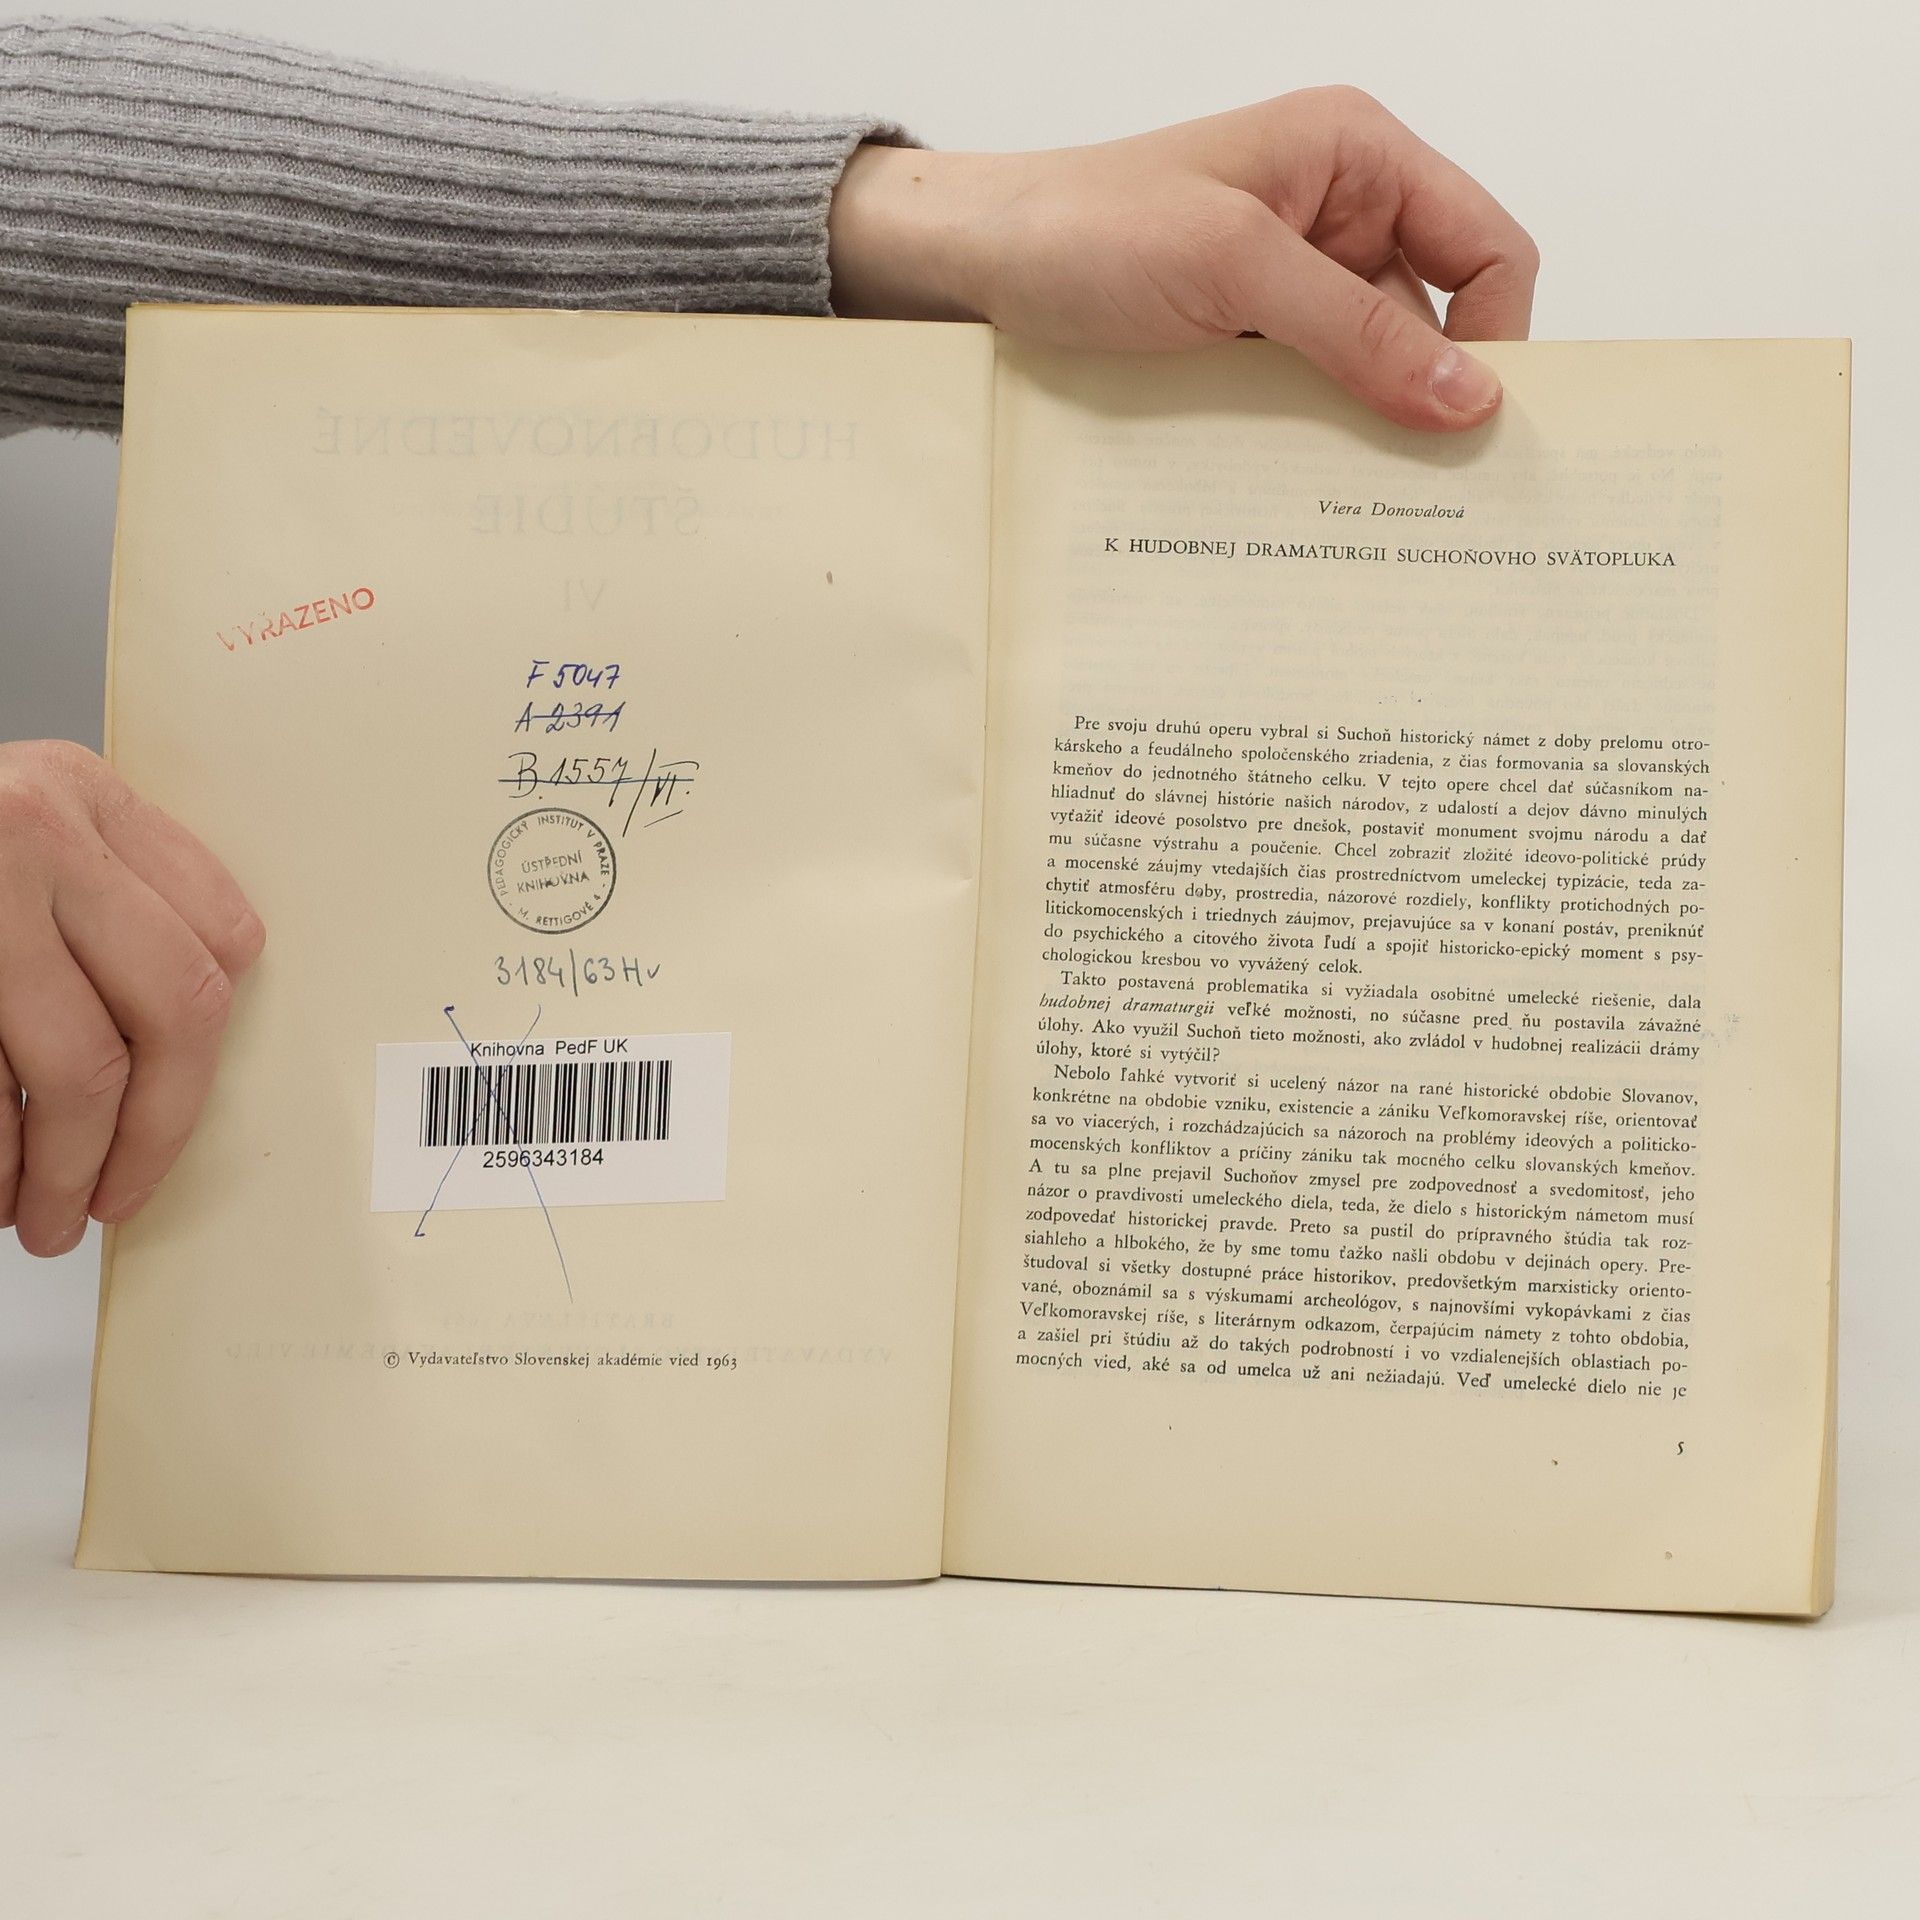 HUDOBNOVEDNÉ
ŠTÚDIE
VI
VYŘAZENO
F 5047
A 2391
B. 1557/VI.
PEDAGOGICKÝ INSTITUT V PRAZE
ÚSTŘEDNÍ
KNIHOVNA
M. RETTIGOVÉ 4
3184/63 Hv
Knihovna PedF UK
2596343184
© Vydavateľstvo Slovenskej akadémie vied 1963
Viera Donovalová
K HUDOBNEJ DRAMATURGII SUCHOŇOVHO SVÄTOPLUKA
Pre svoju druhú operu vybral si Suchoň historický námet z doby prelomu otro-
kárskeho a feudálneho spoločenského zriadenia, z čias formovania sa slovanských
kmeňov do jednotného štátneho celku. V tejto opere chcel dať súčasníkom na-
hliadnuť do slávnej histórie našich národov, z udalostí a dejov dávno minulých
vyťažiť ideové posolstvo pre dnešok, postaviť monument svojmu národu a dať
mu súčasne výstrahu a poučenie. Chcel zobraziť zložité ideovo-politické prúdy
a mocenské záujmy vtedajších čias prostredníctvom umeleckej typizácie, teda za-
chytiť atmosféru doby, prostredia, názorové rozdiely, konflikty protichodných po-
litickomocenských i triednych záujmov, prejavujúce sa v konaní postáv, preniknúť
do psychického a citového života ľudí a spojiť historicko-epický moment s psy-
chologickou kresbou vo vyvážený celok.
Takto postavená problematika si vyžiadala osobitné umelecké riešenie, dala
hudobnej dramaturgii veľké možnosti, no súčasne pred ňu postavila závažné
úlohy. Ako využil Suchoň tieto možnosti, ako zvládol v hudobnej realizácii drámy
úlohy, ktoré si vytýčil?
Nebolo ľahké vytvoriť si ucelený názor na rané historické obdobie Slovanov,
konkrétne na obdobie vzniku, existencie a zániku Veľkomoravskej ríše, orientovať
sa vo viacerých, i rozchádzajúcich sa názoroch na problémy ideových a politicko-
mocenských konfliktov a príčiny zániku tak mocného celku slovanských kmeňov.
A tu sa plne prejavil Suchoňov zmysel pre zodpovednosť a svedomitosť, jeho
názor o pravdivosti umeleckého diela, teda, že dielo s historickým námetom musí
zodpovedať historickej pravde. Preto sa pustil do prípravného štúdia tak roz-
siahleho a hlbokého, že by sme tomu ťažko našli obdobu v dejinách opery. Pre-
študoval si všetky dostupné práce historikov, predovšetkým marxisticky oriento-
vané, oboznámil sa s výskumami archeológov, s najnovšími vykopávkami z čias
Veľkomoravskej ríše, s literárnym odkazom, čerpajúcim námety z tohto obdobia,
a zašiel pri štúdiu až do takých podrobností i vo vzdialenejších oblastiach po-
mocných vied, aké sa od umelca už ani nežiadajú. Veď umelecké dielo nie je
5